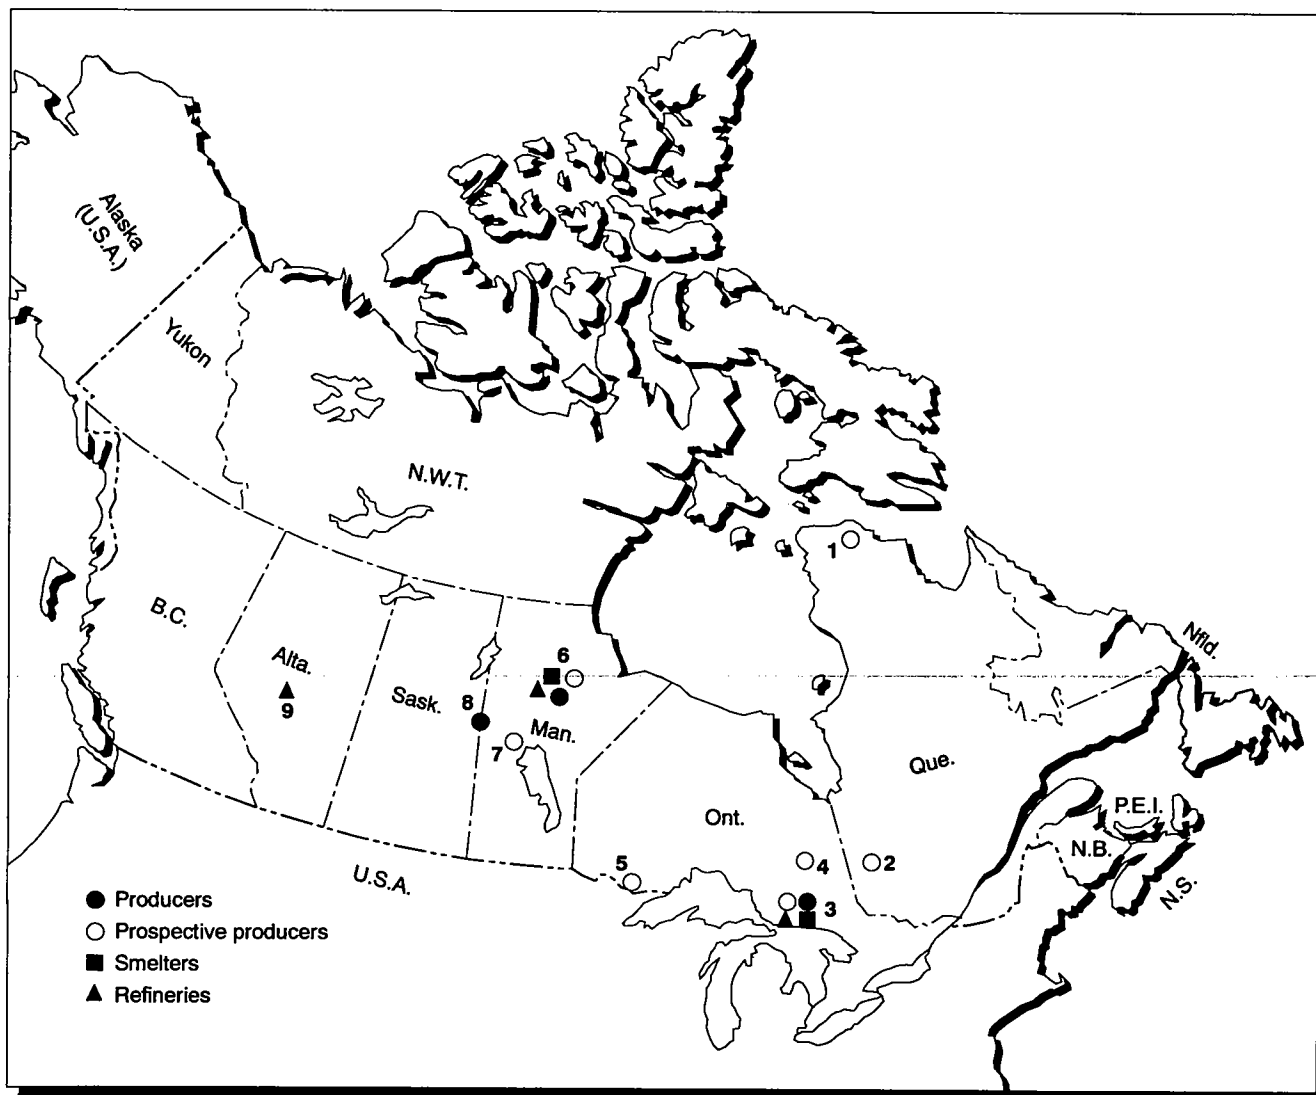 Alaska
(U.S.A.)
Yukon
N.W.T.
1
B.C.
Nfld.
Alta.
6
9
Sask.
8
Man.
7
Que.
Ont.
P.E.I.
N.B.
N.S.
5
4
2
3
U.S.A.
Producers
Prospective producers
Smelters
Refineries